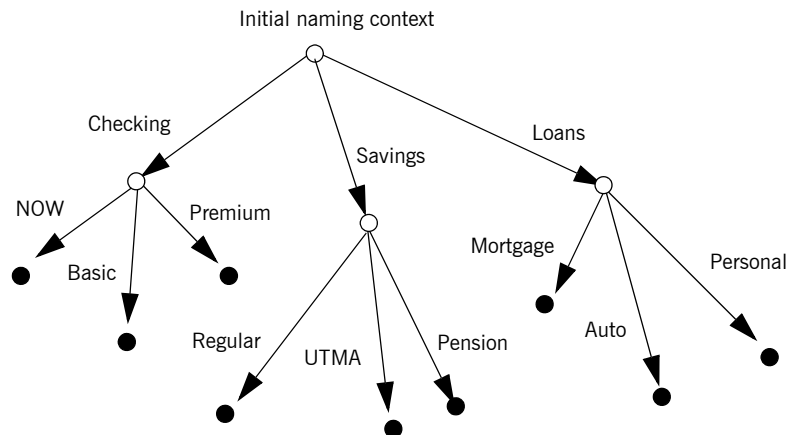 Initial naming context
Checking
Savings
Loans
NOW
Premium
Basic
Mortgage
Personal
Regular
UTMA
Pension
Auto